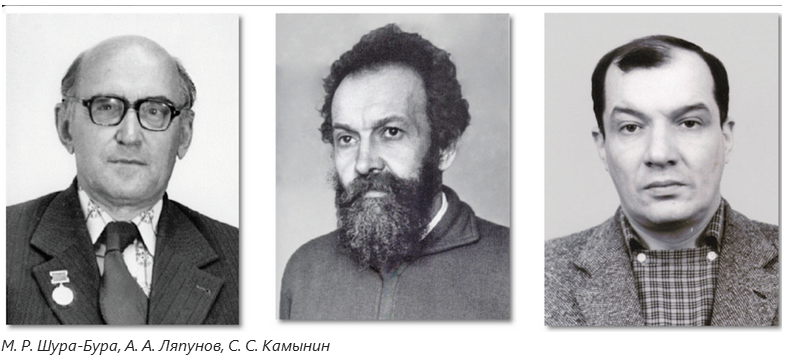 М. Р. Шура-Бура, А. А. Ляпунов, С. С. Камынин